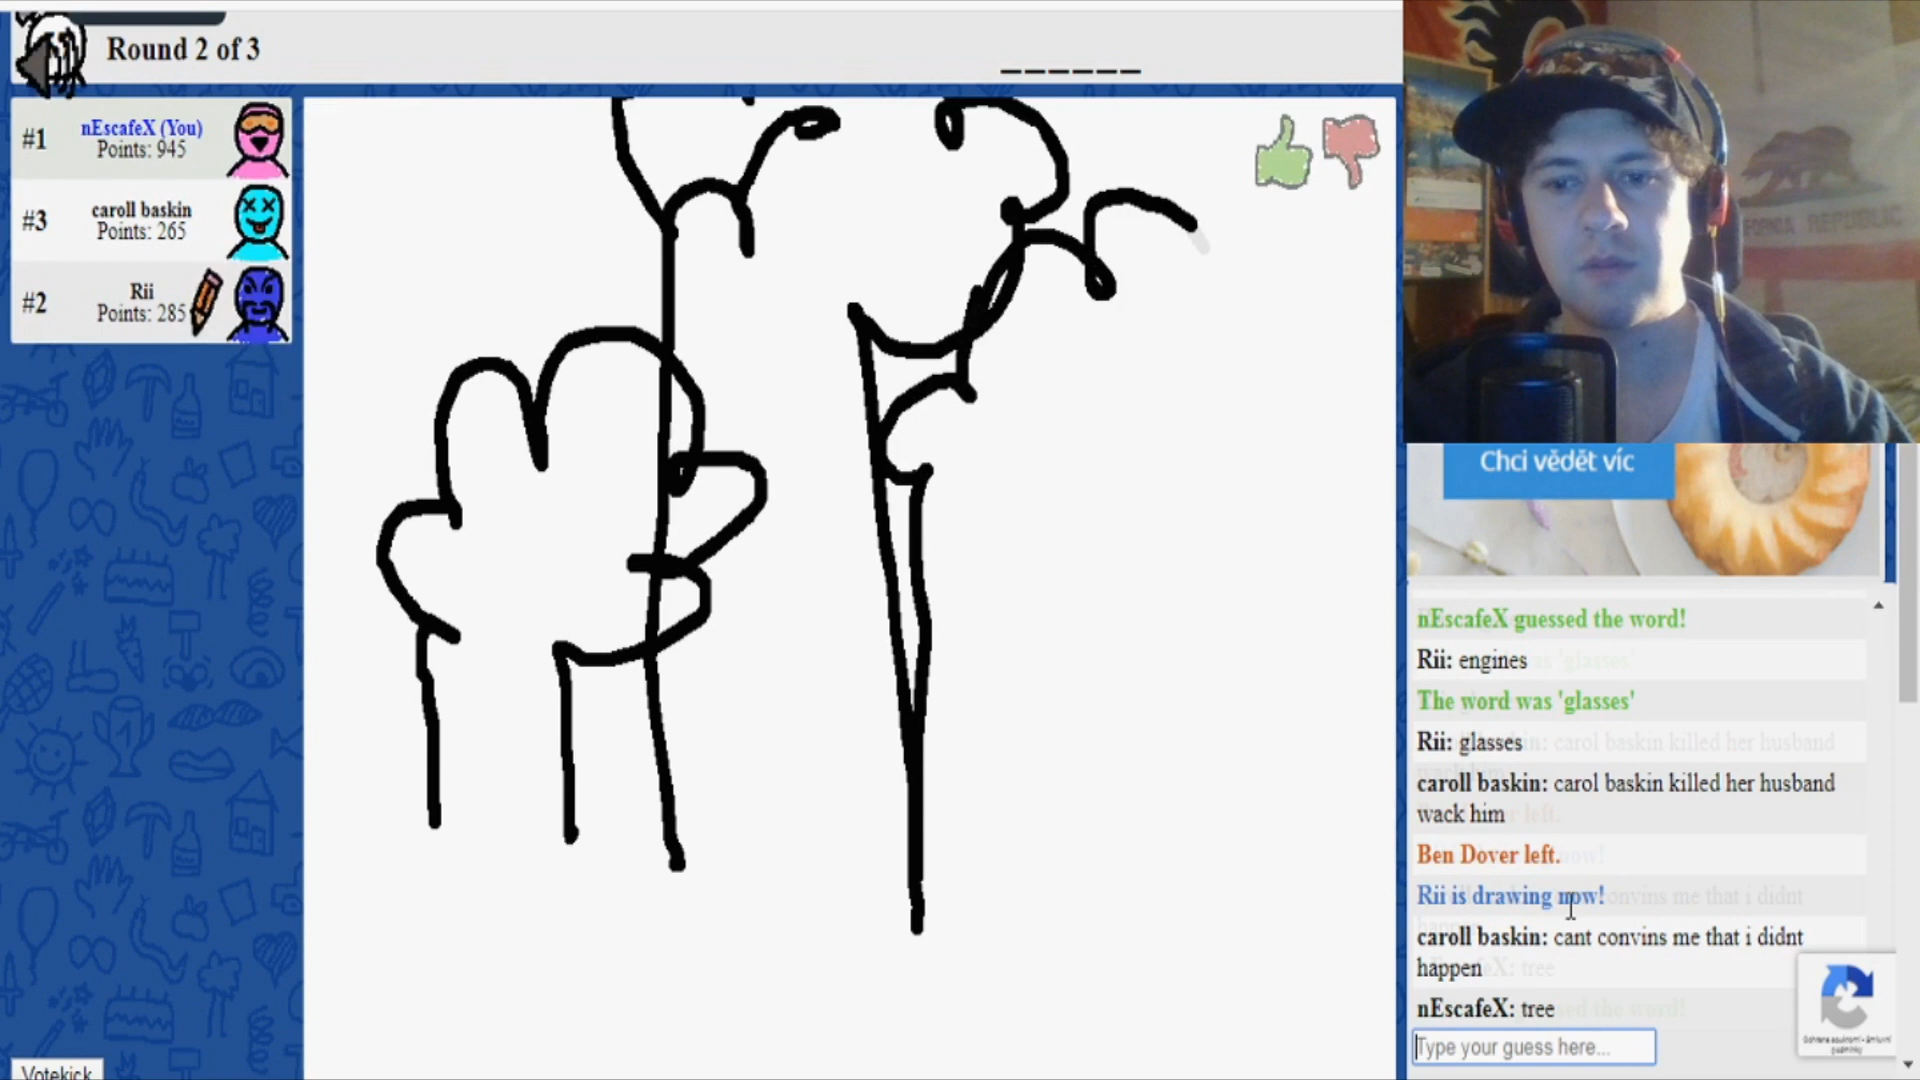 Round 2 of 3
______
#1
nEscafeX (You)
Points: 945
#3
caroll baskin
Points: 265
#2
Rii
Points: 285
REPUBLIC
Chci vědět víc
nEscafeX guessed the word!
Rii: engines
The word was 'glasses'
Rii: glasses
caroll baskin: carol baskin killed her husband
wack him
Ben Dover left.
Rii is drawing now!
caroll baskin: cant convins me that i didnt
happen
nEscafeX: tree
Type your guess here...
Votekick